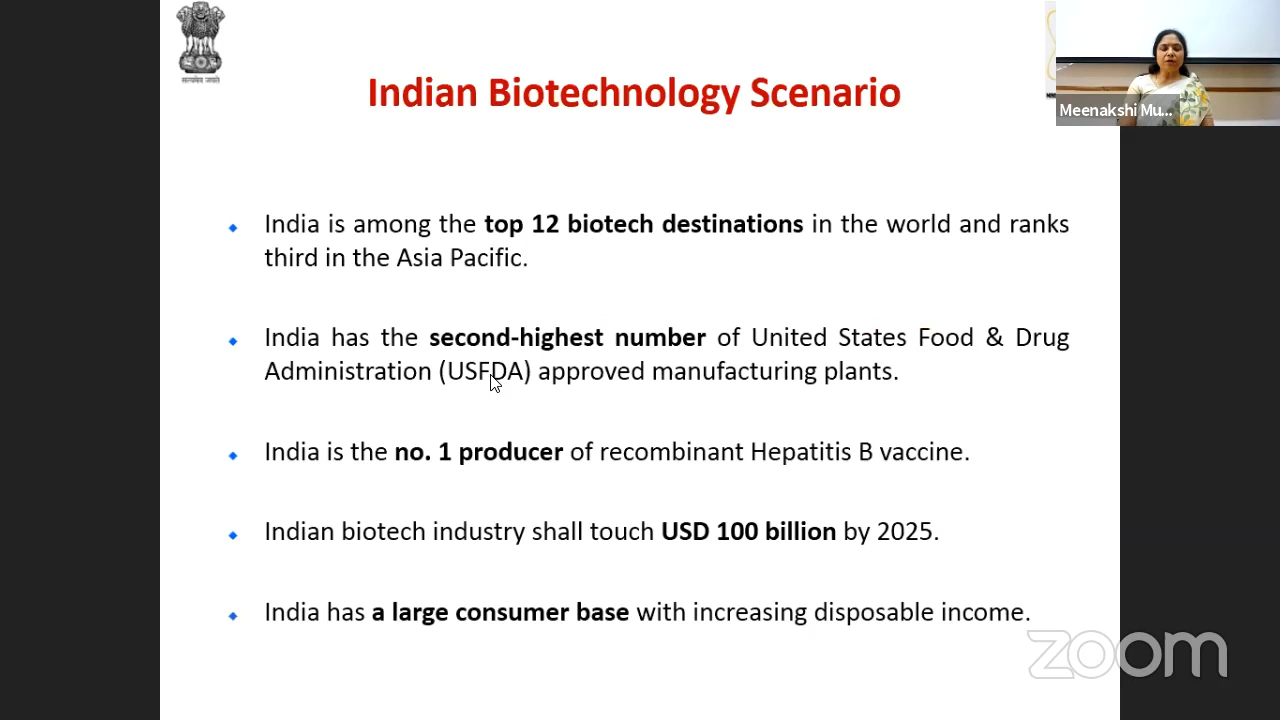 Indian Biotechnology Scenario
Meenakshi Mu...
India is among the top 12 biotech destinations in the world and ranks
third in the Asia Pacific.
India has the second-highest number of United States Food & Drug
Administration (USFDA) approved manufacturing plants.
India is the no. 1 producer of recombinant Hepatitis B vaccine.
Indian biotech industry shall touch USD 100 billion by 2025.
India has a large consumer base with increasing disposable income.
zoom